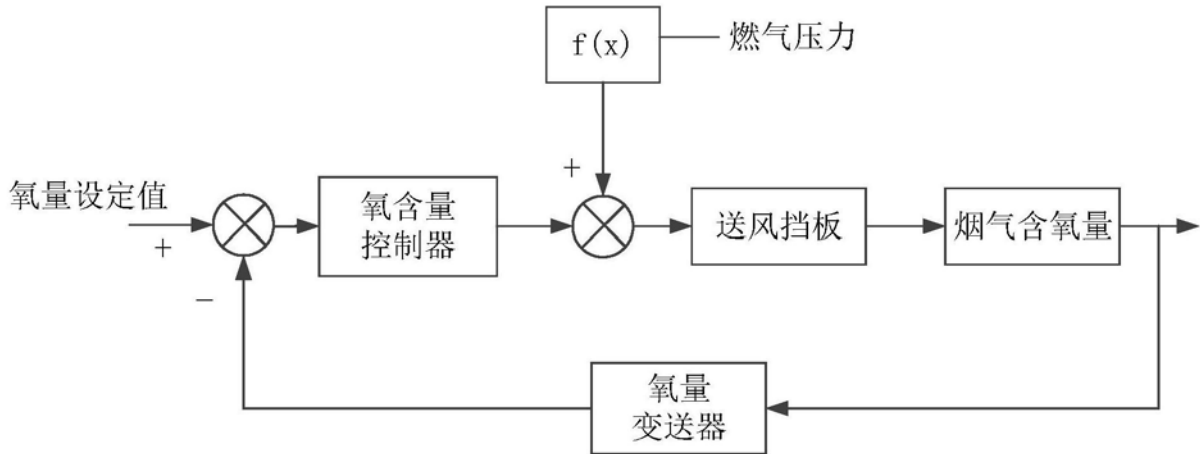 f(x)
燃气压力
+
氧量设定值
+
氧含量
控制器
送风挡板
烟气含氧量
−
氧量
变送器